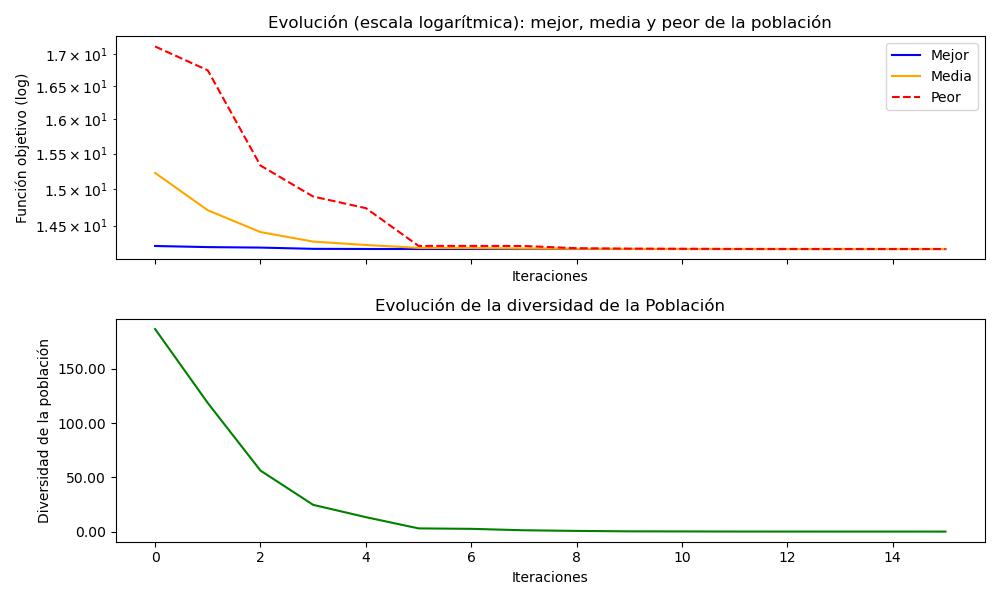 Evolución (escala logarítmica): mejor, media y peor de la población
Función objetivo (log)
1.7 × 10¹
1.65 × 10¹
1.6 × 10¹
1.55 × 10¹
1.5 × 10¹
1.45 × 10¹
Mejor
Media
Peor
Iteraciones
Evolución de la diversidad de la Población
Diversidad de la población
150.00
100.00
50.00
0.00
0 2 4 6 8 10 12 14
Iteraciones